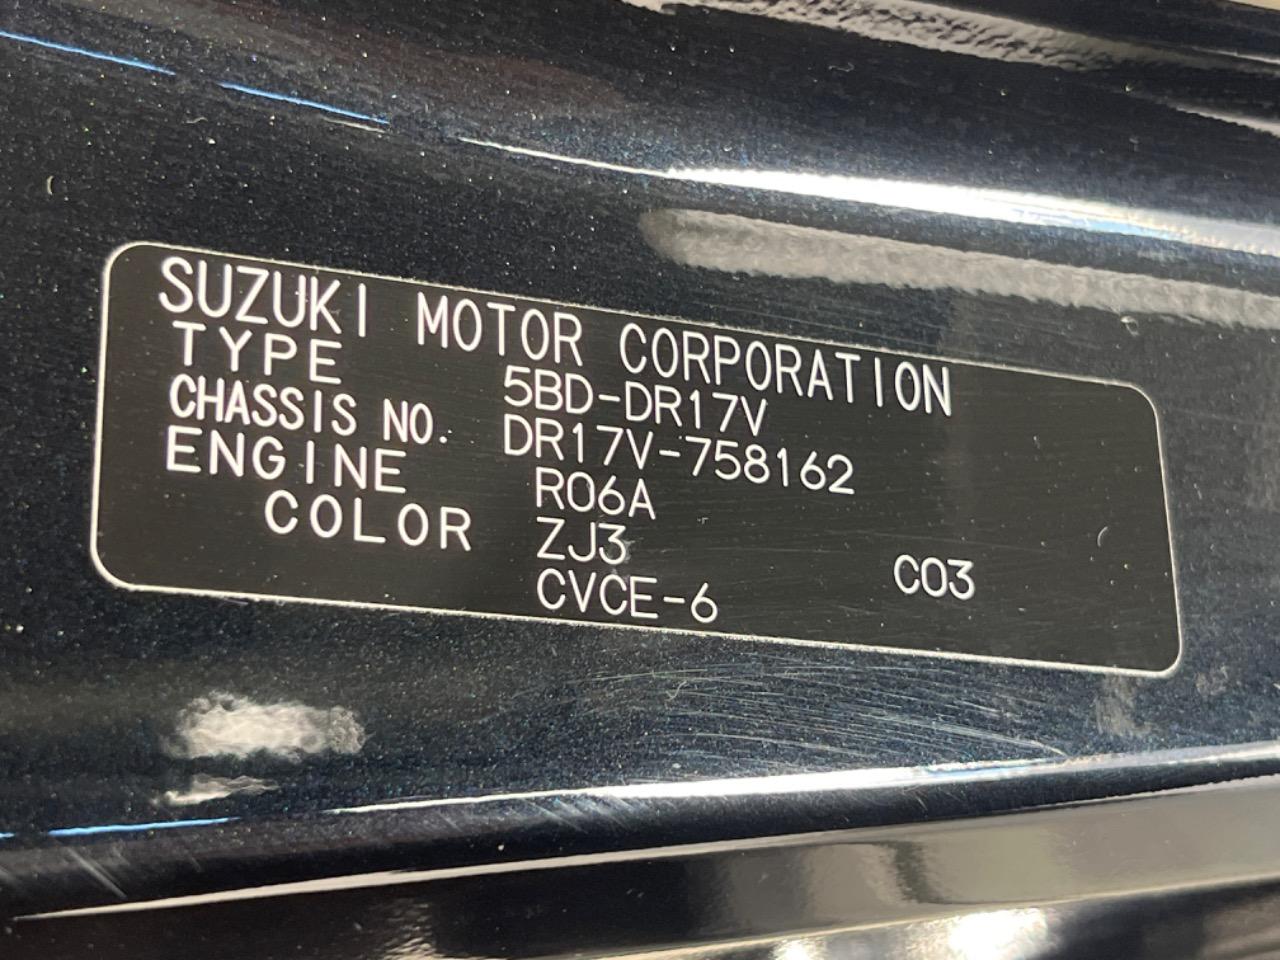 SUZUKI MOTOR CORPORATION
TYPE 5BD-DR17V
CHASSIS NO. DR17V-758162
ENGINE R06A
COLOR ZJ3
CVCE-6 C03